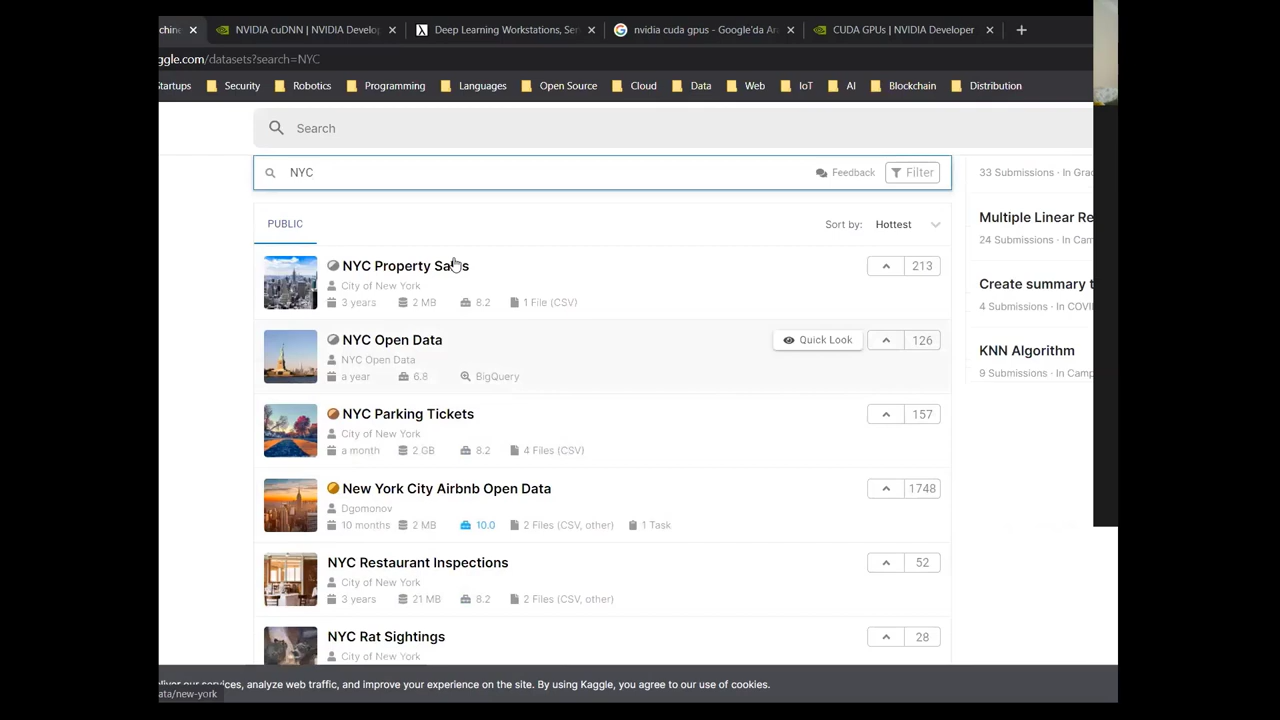 chine
NVIDIA cuDNN | NVIDIA Develop
Deep Learning Workstations, Ser
nvidia cuda gpus - Google'da Ar
CUDA GPUs | NVIDIA Developer
ggle.com/datasets?search=NYC
Startups
Security
Robotics
Programming
Languages
Open Source
Cloud
Data
Web
IoT
AI
Blockchain
Distribution
Search
NYC
Feedback
Filter
PUBLIC
Sort by: Hottest
NYC Property Sales
City of New York
3 years 2 MB 8.2 1 File (CSV)
213
NYC Open Data
NYC Open Data
a year 6.8 BigQuery
Quick Look
126
NYC Parking Tickets
City of New York
a month 2 GB 8.2 4 Files (CSV)
157
New York City Airbnb Open Data
Dgomonov
10 months 2 MB 10.0 2 Files (CSV, other) 1 Task
1748
NYC Restaurant Inspections
City of New York
3 years 21 MB 8.2 2 Files (CSV, other)
52
NYC Rat Sightings
City of New York
28
33 Submissions · In Grad
Multiple Linear Re
24 Submissions · In Cam
Create summary t
4 Submissions · In COVI
KNN Algorithm
9 Submissions · In Camp
liver our services, analyze web traffic, and improve your experience on the site. By using Kaggle, you agree to our use of cookies.
ata/new-york